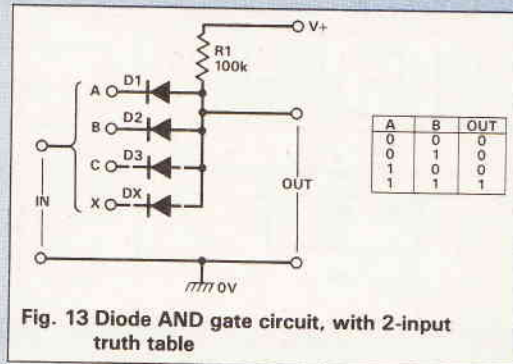 V+
R1
100k
A D1
B D2
C D3
X DX
IN
OUT
0V
A B OUT
0 0 0
0 1 0
1 0 0
1 1 1
Fig. 13 Diode AND gate circuit, with 2-input
truth table